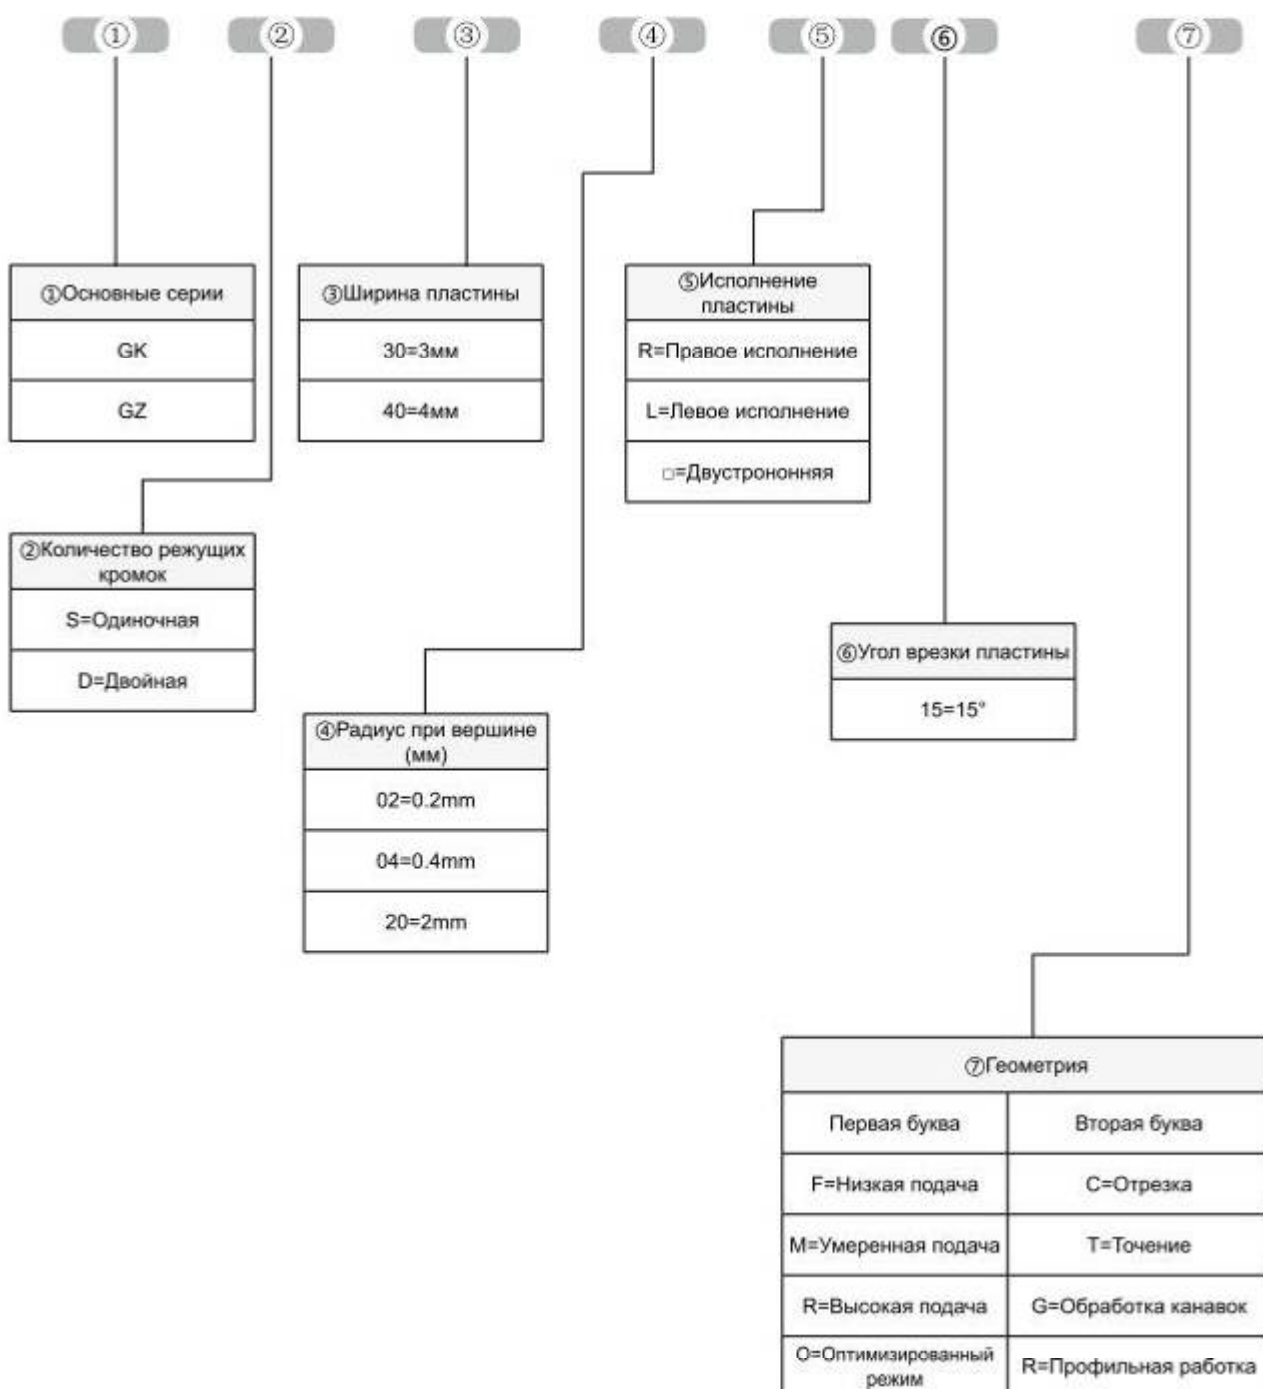 ① ② ③ ④ ⑤ ⑥ ⑦
①Основные серии
GK
GZ
③Ширина пластины
30=3мм
40=4мм
⑤Исполнение
пластины
R=Правое исполнение
L=Левое исполнение
□=Двустрононняя
②Количество режущих
кромок
S=Одиночная
D=Двойная
⑥Угол врезки пластины
15=15°
④Радиус при вершине
(мм)
02=0.2mm
04=0.4mm
20=2mm
⑦Геометрия
Первая буква Вторая буква
F=Низкая подача C=Отрезка
M=Умеренная подача T=Точение
R=Высокая подача G=Обработка канавок
O=Оптимизированный
режим
R=Профильная работка